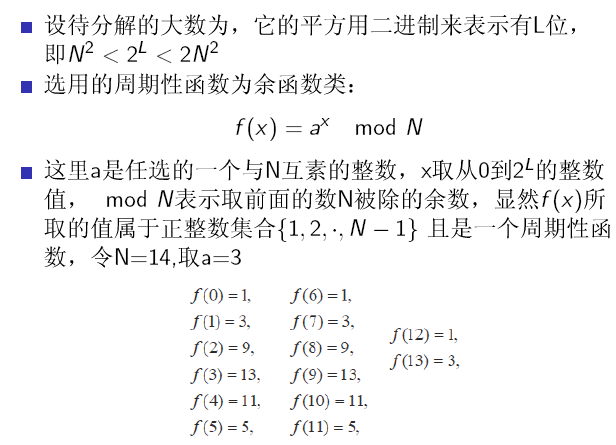 设待分解的大数为，它的平方用二进制来表示有L位，
即N² < 2ᴸ < 2N²
选用的周期性函数为余函数类：
f(x) = aˣ mod N
这里a是任选的一个与N互素的整数，x取从0到2ᴸ的整数
值， mod N表示取前面的数N被除的余数，显然f(x)所
取的值属于正整数集合{1, 2, ·, N − 1} 且是一个周期性函
数，令N=14,取a=3
f(0) = 1, f(6) = 1,
f(1) = 3, f(7) = 3, f(12) = 1,
f(2) = 9, f(8) = 9, f(13) = 3,
f(3) = 13, f(9) = 13,
f(4) = 11, f(10) = 11,
f(5) = 5, f(11) = 5,